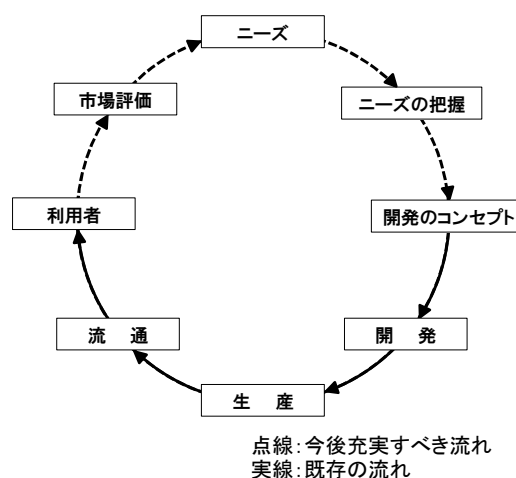 ニーズ
ニーズの把握
開発のコンセプト
開　発
生　産
流　通
利用者
市場評価
点線：今後充実すべき流れ
実線：既存の流れ